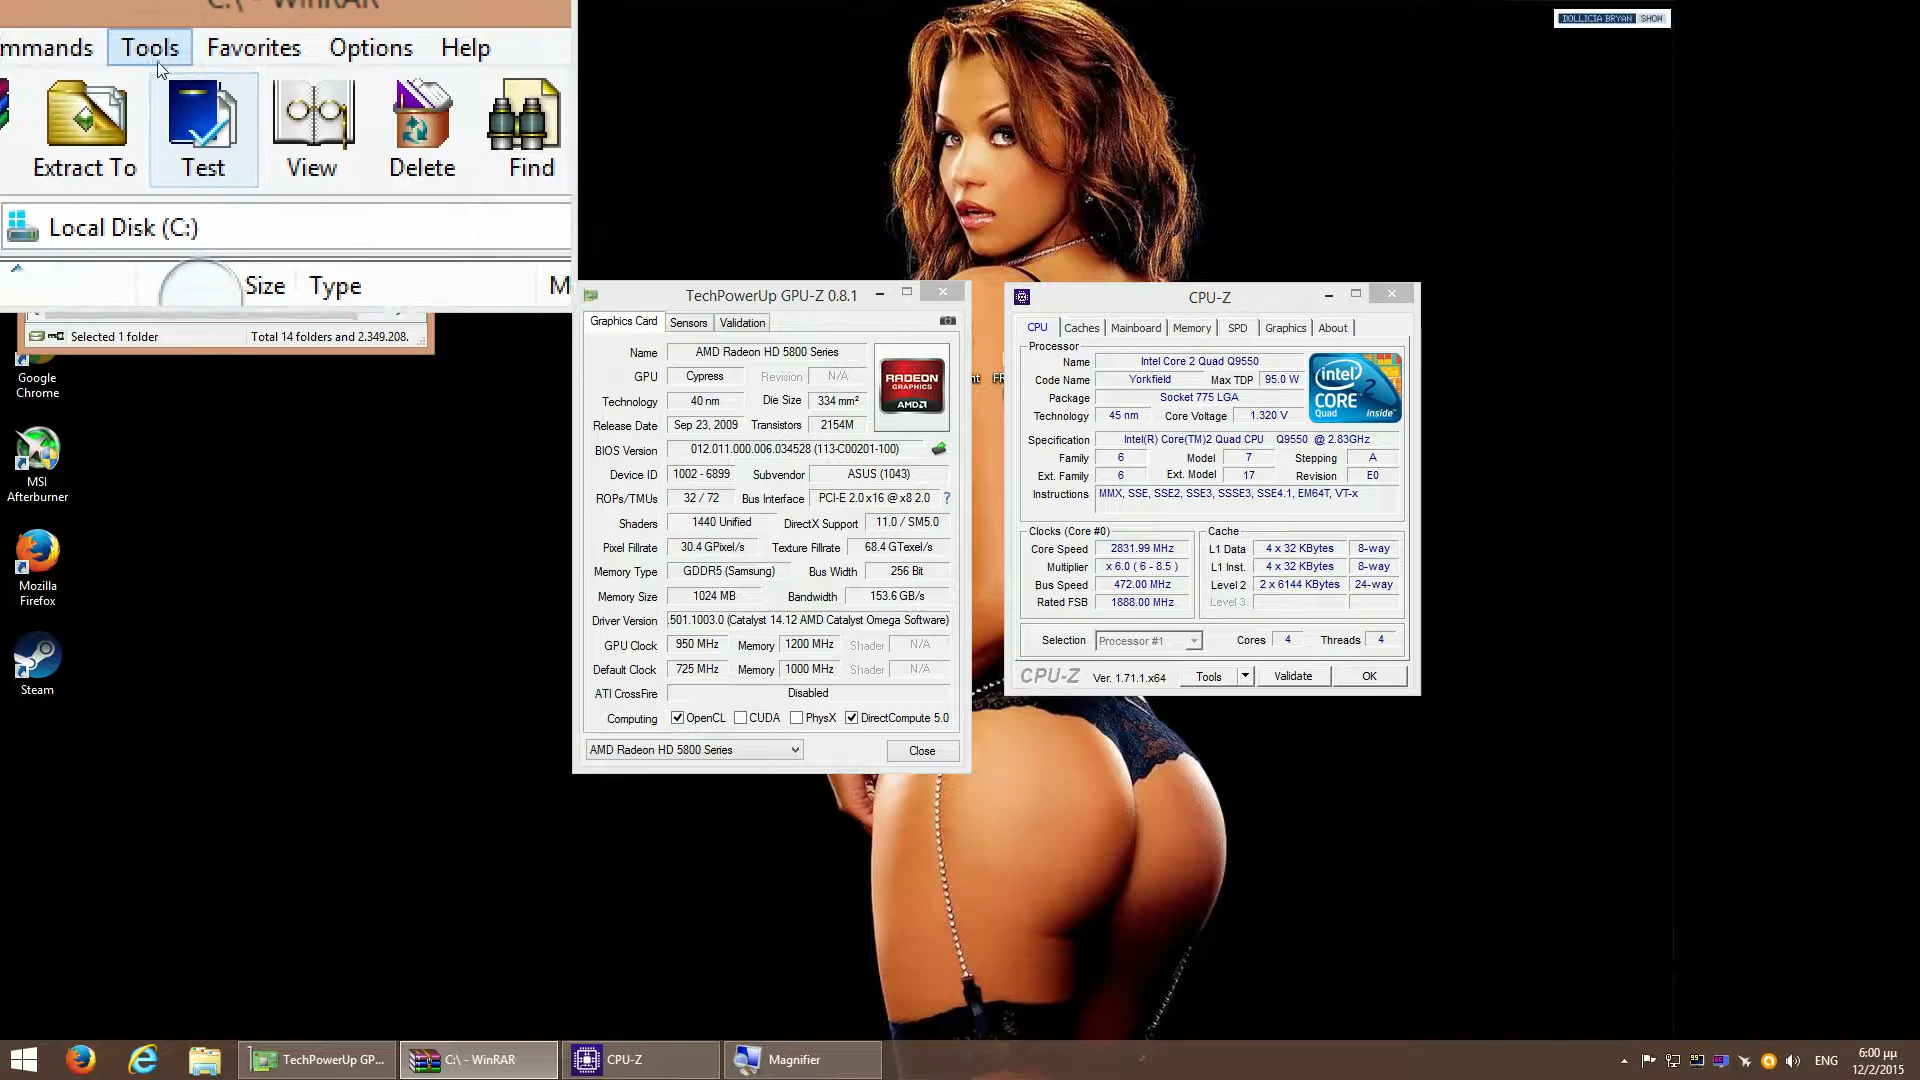 C:\ - WinRAR
mmands Tools Favorites Options Help
Extract To Test View Delete Find
Local Disk (C:)
Size Type M
Selected 1 folder Total 14 folders and 2.349.208.
DOLLICIA BRYAN SHOW
Google
Chrome
MSI
Afterburner
Mozilla
Firefox
Steam
TechPowerUp GPU-Z 0.8.1
Graphics Card Sensors Validation
Name AMD Radeon HD 5800 Series
GPU Cypress Revision N/A
Technology 40 nm Die Size 334 mm²
Release Date Sep 23, 2009 Transistors 2154M
BIOS Version 012.011.000.006.034528 (113-C00201-100)
Device ID 1002 - 6899 Subvendor ASUS (1043)
ROPs/TMUs 32 / 72 Bus Interface PCI-E 2.0 x16 @ x8 2.0 ?
Shaders 1440 Unified DirectX Support 11.0 / SM5.0
Pixel Fillrate 30.4 GPixel/s Texture Fillrate 68.4 GTexel/s
Memory Type GDDR5 (Samsung) Bus Width 256 Bit
Memory Size 1024 MB Bandwidth 153.6 GB/s
Driver Version .501.1003.0 (Catalyst 14.12 AMD Catalyst Omega Software)
GPU Clock 950 MHz Memory 1200 MHz Shader N/A
Default Clock 725 MHz Memory 1000 MHz Shader N/A
ATI CrossFire Disabled
Computing OpenCL CUDA PhysX DirectCompute 5.0
AMD Radeon HD 5800 Series Close
RADEON
GRAPHICS
AMD
nt FR
CPU-Z
CPU Caches Mainboard Memory SPD Graphics About
Processor
Name Intel Core 2 Quad Q9550
Code Name Yorkfield Max TDP 95.0 W
Package Socket 775 LGA
Technology 45 nm Core Voltage 1.320 V
Specification Intel(R) Core(TM)2 Quad CPU Q9550 @ 2.83GHz
Family 6 Model 7 Stepping A
Ext. Family 6 Ext. Model 17 Revision E0
Instructions MMX, SSE, SSE2, SSE3, SSSE3, SSE4.1, EM64T, VT-x
intel
CORE 2
Quad inside
Clocks (Core #0) Cache
Core Speed 2831.99 MHz L1 Data 4 x 32 KBytes 8-way
Multiplier x 6.0 ( 6 - 8.5 ) L1 Inst. 4 x 32 KBytes 8-way
Bus Speed 472.00 MHz Level 2 2 x 6144 KBytes 24-way
Rated FSB 1888.00 MHz Level 3
Selection Processor #1 Cores 4 Threads 4
CPU-Z Ver. 1.71.1.x64 Tools Validate OK
TechPowerUp GP... C:\ - WinRAR CPU-Z Magnifier
ENG 6:00 μμ
12/2/2015